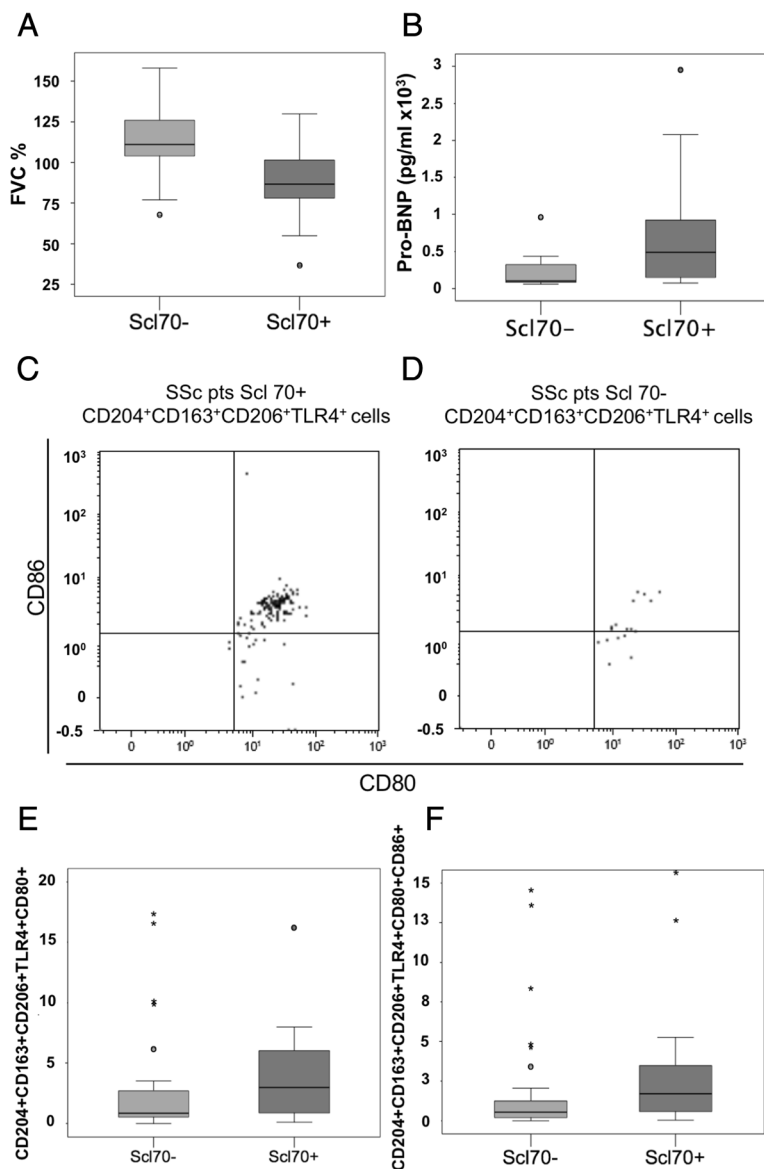 A
FVC %
150
125
100
75
50
25
Scl70-
Scl70+
B
Pro-BNP (pg/ml x10³)
3
2.5
2
1.5
1
0.5
0
Scl70-
Scl70+
C
SSc pts Scl 70+
CD204⁺CD163⁺CD206⁺TLR4⁺ cells
CD86
10³
10²
10¹
10⁰
0
-0.5
0
10⁰
10¹
10²
10³
D
SSc pts Scl 70-
CD204⁺CD163⁺CD206⁺TLR4⁺ cells
10³
10²
10¹
10⁰
0
-0.5
0
10⁰
10¹
10²
10³
CD80
E
CD204+CD163+CD206+TLR4+CD80+
20
15
10
5
0
Scl70-
Scl70+
F
CD204+CD163+CD206+TLR4+CD80+CD86+
15
13
12
8
5
3
0
Scl70-
Scl70+